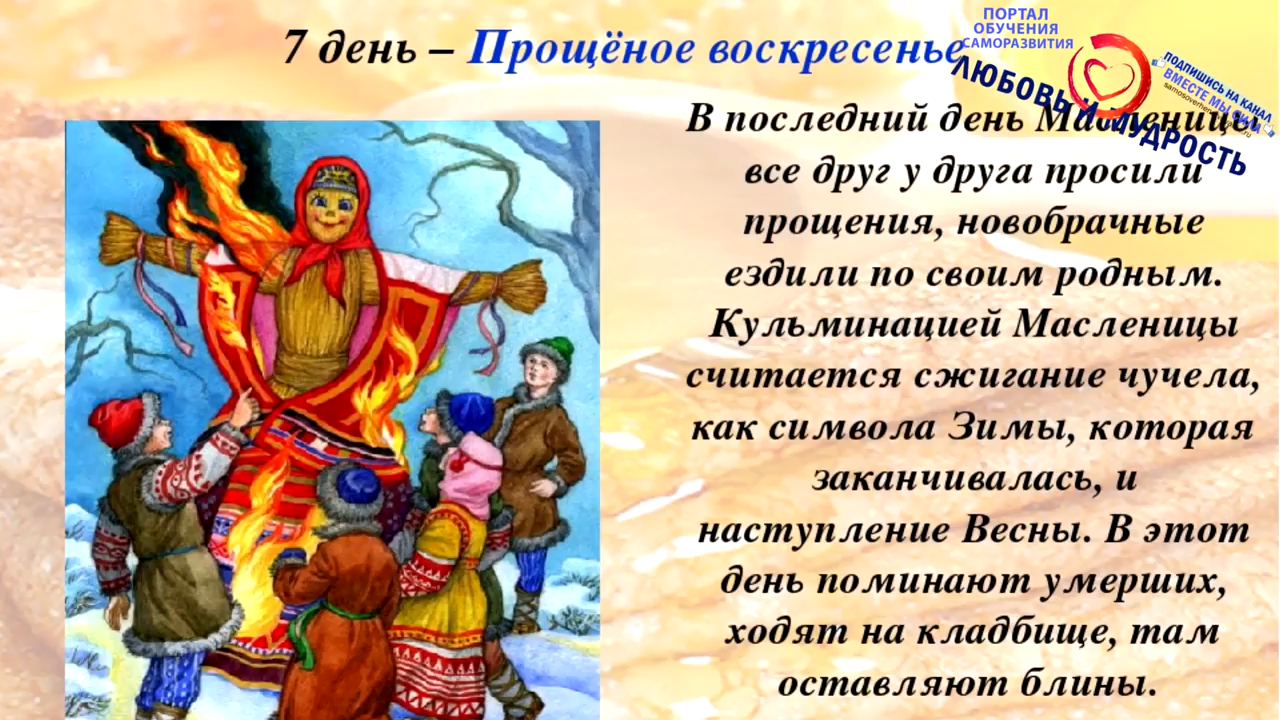 7 день – Прощёное воскресенье
ПОРТАЛ
ОБУЧЕНИЯ
САМОРАЗВИТИЯ
ЛЮБОВЬ И МУДРОСТЬ
ПОДПИШИСЬ НА КАНАЛ
ВМЕСТЕ МЫ СИЛА
В последний день Масленицы
все друг у друга просили
прощения, новобрачные
ездили по своим родным.
Кульминацией Масленицы
считается сжигание чучела,
как символа Зимы, которая
заканчивалась, и
наступление Весны. В этот
день поминают умерших,
ходят на кладбище, там
оставляют блины.